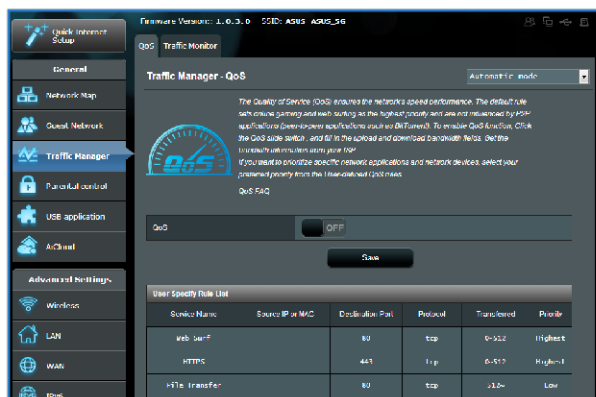 Quick Internet
Setup
Firmware Version: 1.0.3.0 SSID: ASUS ASUS_5G
QoS Traffic Monitor
General
Network Map
Guest Network
Traffic Manager
Parental control
USB application
AiCloud
Advanced Settings
Wireless
LAN
WAN
IPv6
Traffic Manager - QoS
Automatic mode
The Quality of Service (QoS) ensures the network's speed performance. The default rule
sets online gaming and web surfing as the highest priority and are not influenced by P2P
applications (peer-to-peer applications such as BitTorrent). To enable QoS function, Click
the QoS slide switch , and fill in the upload and download bandwidth fields. Get the
bandwidth information from your ISP.
If you want to prioritize specific network applications and network devices, select your
preferred priority from the User-defined QoS rules.
QoS FAQ
QoS
QoS
OFF
Save
User Specify Rule List
Service Name Source IP or MAC Destination Port Protocol Transferred Priority
Web Surf 80 tcp 0~512 Highest
HTTPS 443 tcp 0~512 Highest
File Transfer 80 tcp 512~ Low